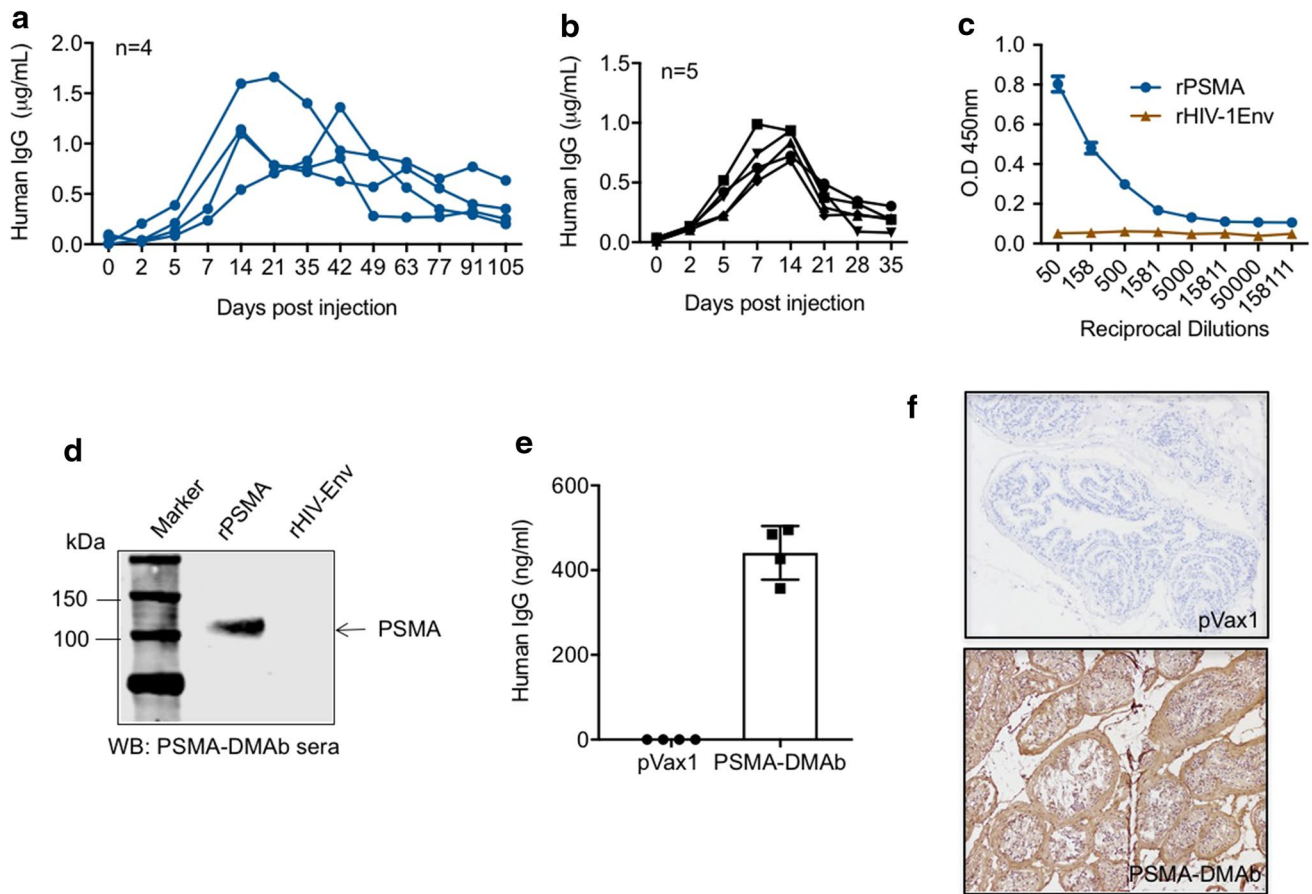 a
n=4
Human IgG (μg/mL)
2.0
1.5
1.0
0.5
0.0
0 2 5 7 14 21 35 42 49 63 77 91 105
Days post injection
b
n=5
Human IgG (μg/mL)
1.5
1.0
0.5
0.0
0 2 5 7 14 21 28 35
Days post injection
c
rPSMA
rHIV-1Env
O.D 450nm
1.0
0.8
0.6
0.4
0.2
0.0
50 158 500 1581 5000 15811 50000 158111
Reciprocal Dilutions
d
Marker rPSMA rHIV-Env
kDa
150
100
PSMA
WB: PSMA-DMAb sera
e
Human IgG (ng/ml)
600
400
200
0
pVax1 PSMA-DMAb
f
pVax1
PSMA-DMAb